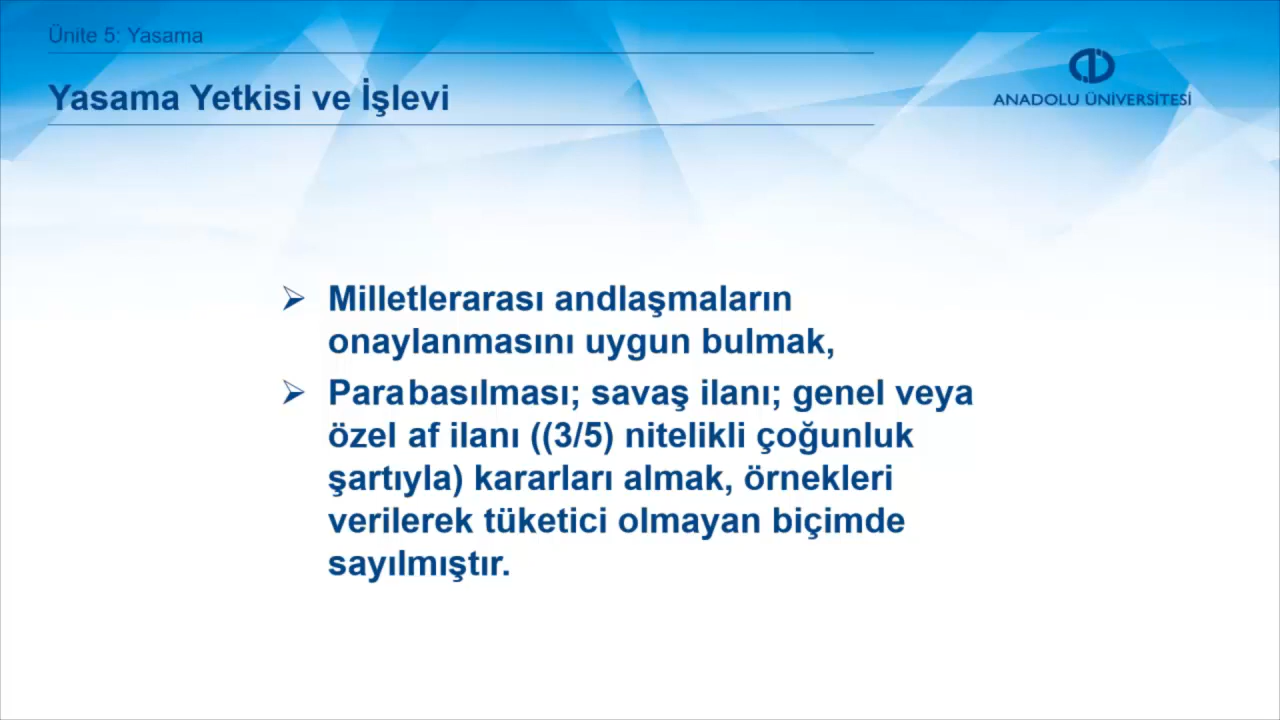 Ünite 5: Yasama
Yasama Yetkisi ve İşlevi
ANADOLU ÜNİVERSİTESİ
Milletlerarası andlaşmaların
onaylanmasını uygun bulmak,
Para basılması; savaş ilanı; genel veya
özel af ilanı ((3/5) nitelikli çoğunluk
şartıyla) kararları almak, örnekleri
verilerek tüketici olmayan biçimde
sayılmıştır.